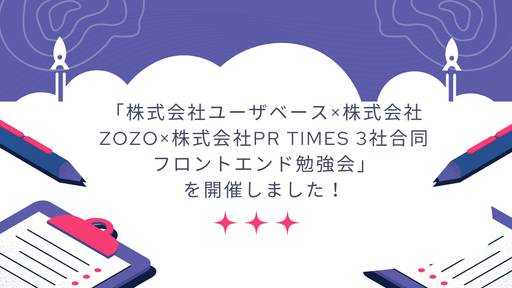 「株式会社ユーザベース×株式会社
ZOZO×株式会社PR TIMES 3社合同
フロントエンド勉強会」
を開催しました！